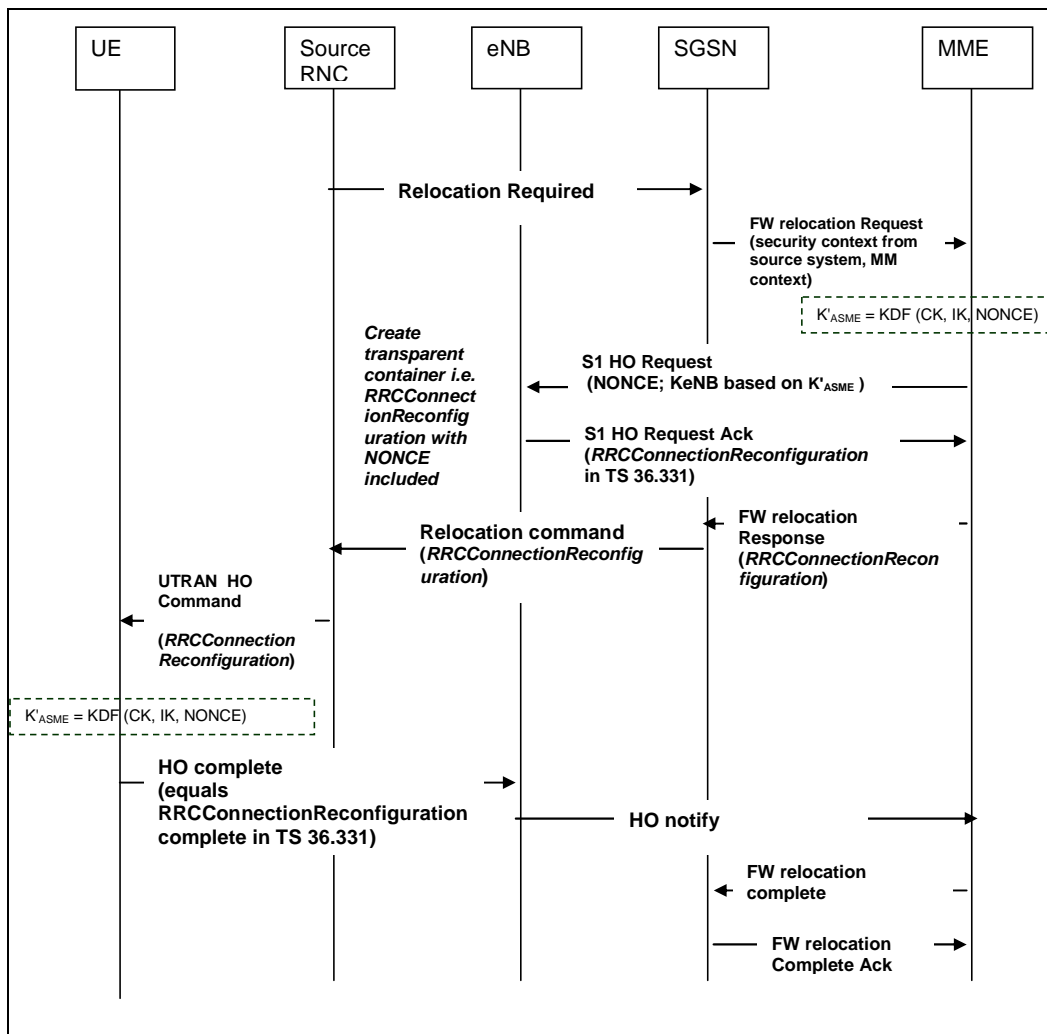 UE
Source
RNC
eNB
SGSN
MME
Relocation Required
FW relocation Request
(security context from
source system, MM
context)
K'ASME = KDF (CK, IK, NONCE)
Create
transparent
container i.e.
RRCConnect
ionReconfig
uration with
NONCE
included
S1 HO Request
(NONCE; KeNB based on K'ASME )
S1 HO Request Ack
(RRCConnectionReconfiguration
in TS 36.331)
FW relocation
Response
(RRCConnectionRecon
figuration)
Relocation command
(RRCConnectionReconfig
uration)
UTRAN HO
Command
(RRCConnection
Reconfiguration)
K'ASME = KDF (CK, IK, NONCE)
HO complete
(equals
RRCConnectionReconfiguration
complete in TS 36.331)
HO notify
FW relocation
complete
FW relocation
Complete Ack